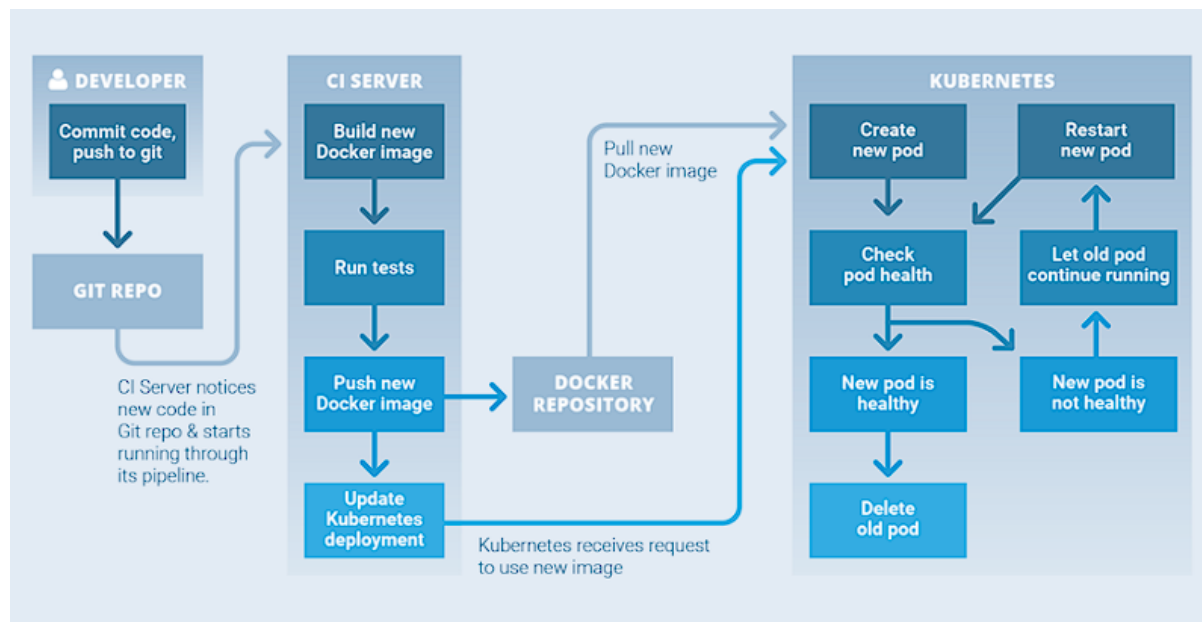 DEVELOPER
Commit code,
push to git
GIT REPO
CI Server notices
new code in
Git repo & starts
running through
its pipeline.
CI SERVER
Build new
Docker image
Run tests
Push new
Docker image
Update
Kubernetes
deployment
DOCKER
REPOSITORY
Pull new
Docker image
Kubernetes receives request
to use new image
KUBERNETES
Create
new pod
Restart
new pod
Check
pod health
Let old pod
continue running
New pod is
healthy
New pod is
not healthy
Delete
old pod